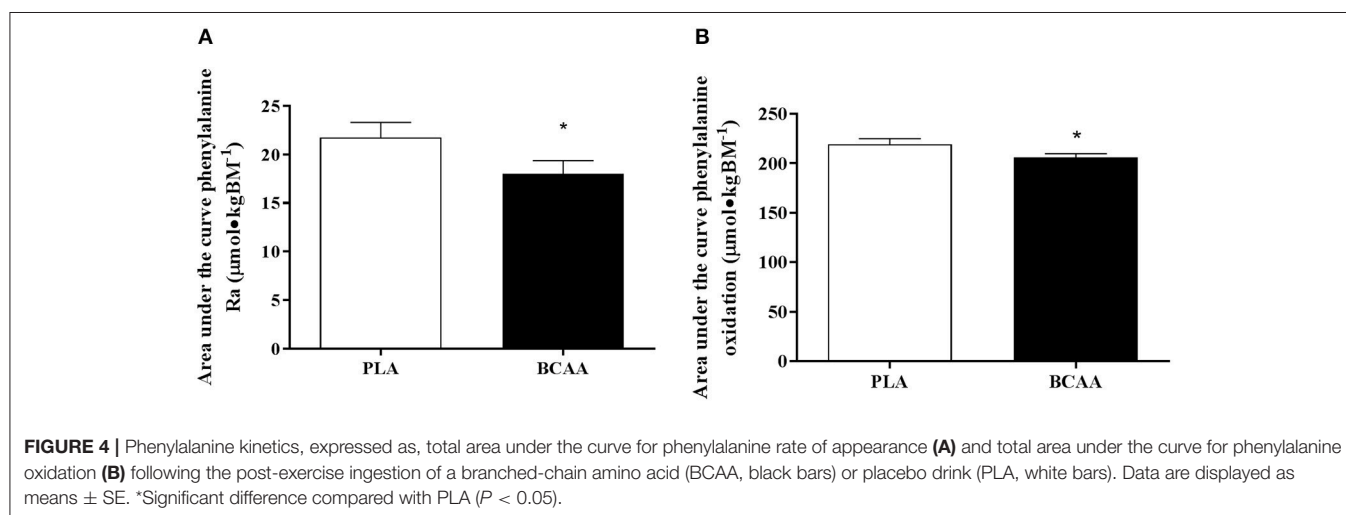 A
Area under the curve phenylalanine
Ra (µmol•kgBM⁻¹)
25
20
15
10
5
0
PLA
*
BCAA
B
Area under the curve phenylalanine
oxidation (µmol•kgBM⁻¹)
250
200
150
100
50
0
PLA
*
BCAA
FIGURE 4 | Phenylalanine kinetics, expressed as, total area under the curve for phenylalanine rate of appearance (A) and total area under the curve for phenylalanine
oxidation (B) following the post-exercise ingestion of a branched-chain amino acid (BCAA, black bars) or placebo drink (PLA, white bars). Data are displayed as
means ± SE. *Significant difference compared with PLA (P < 0.05).